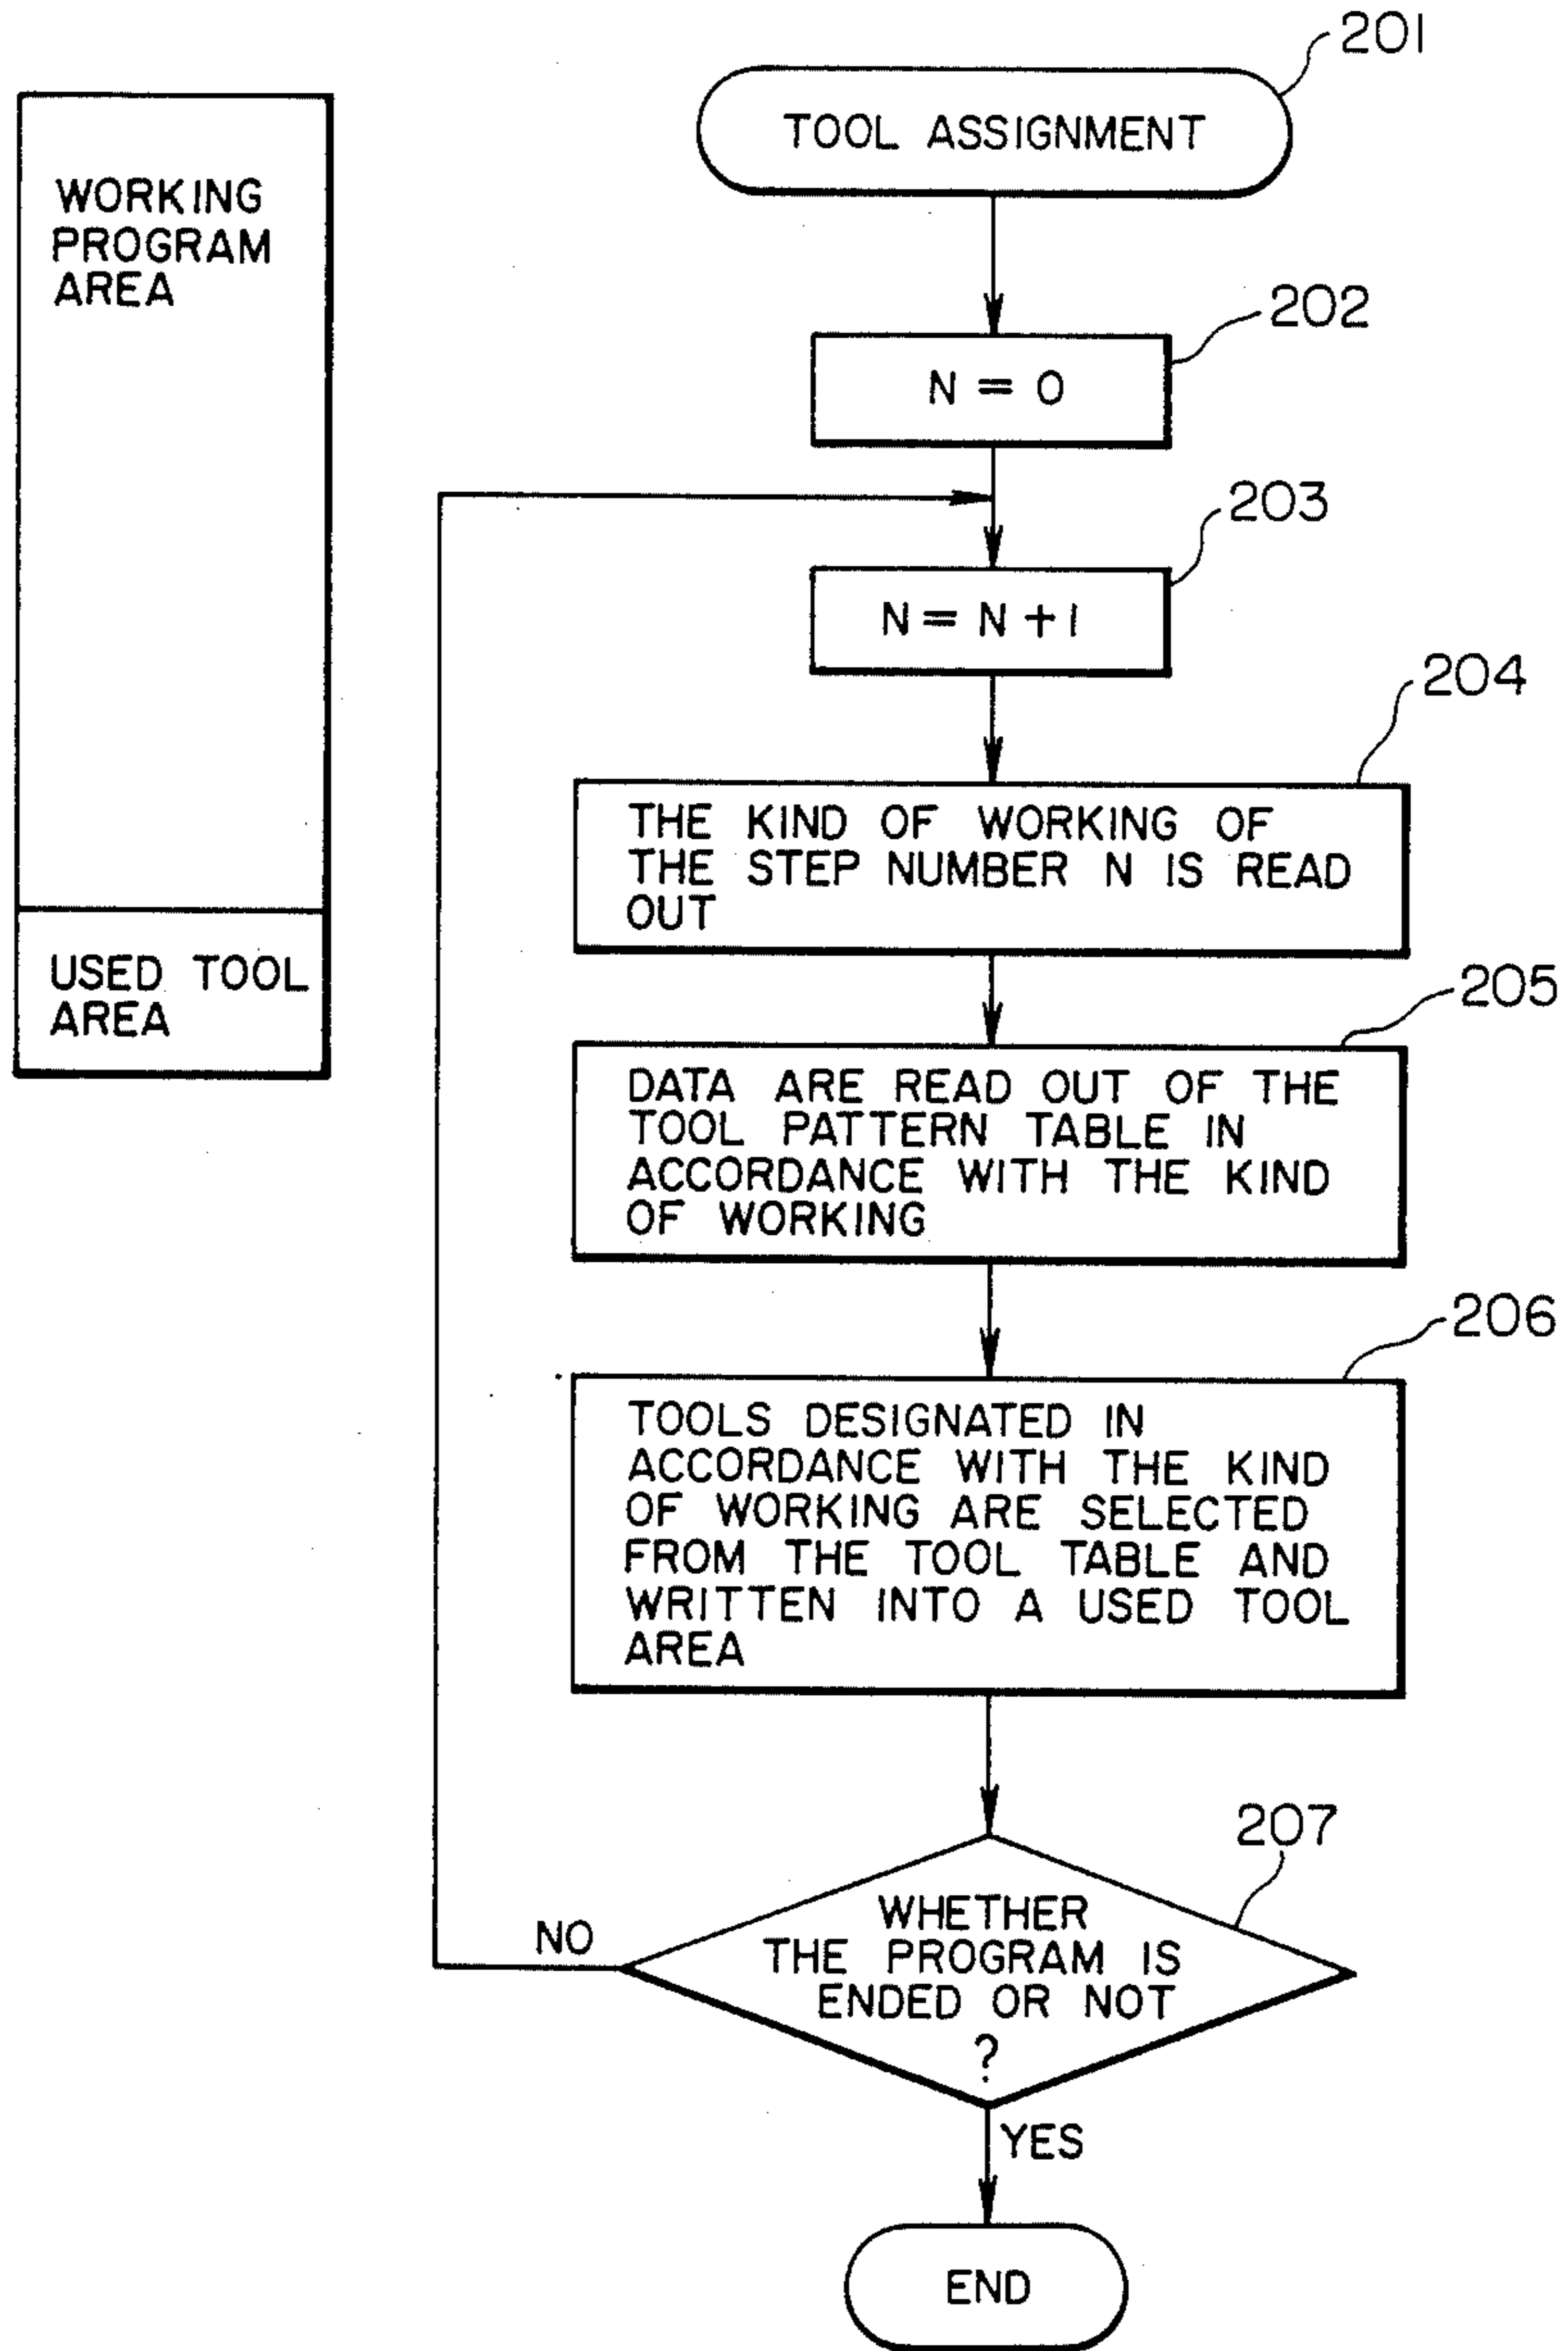 WORKING
PROGRAM
AREA
USED TOOL
AREA
201
TOOL ASSIGNMENT
202
N = 0
203
N = N + 1
204
THE KIND OF WORKING OF
THE STEP NUMBER N IS READ
OUT
205
DATA ARE READ OUT OF THE
TOOL PATTERN TABLE IN
ACCORDANCE WITH THE KIND
OF WORKING
206
TOOLS DESIGNATED IN
ACCORDANCE WITH THE KIND
OF WORKING ARE SELECTED
FROM THE TOOL TABLE AND
WRITTEN INTO A USED TOOL
AREA
207
WHETHER
THE PROGRAM IS
ENDED OR NOT
?
NO
YES
END